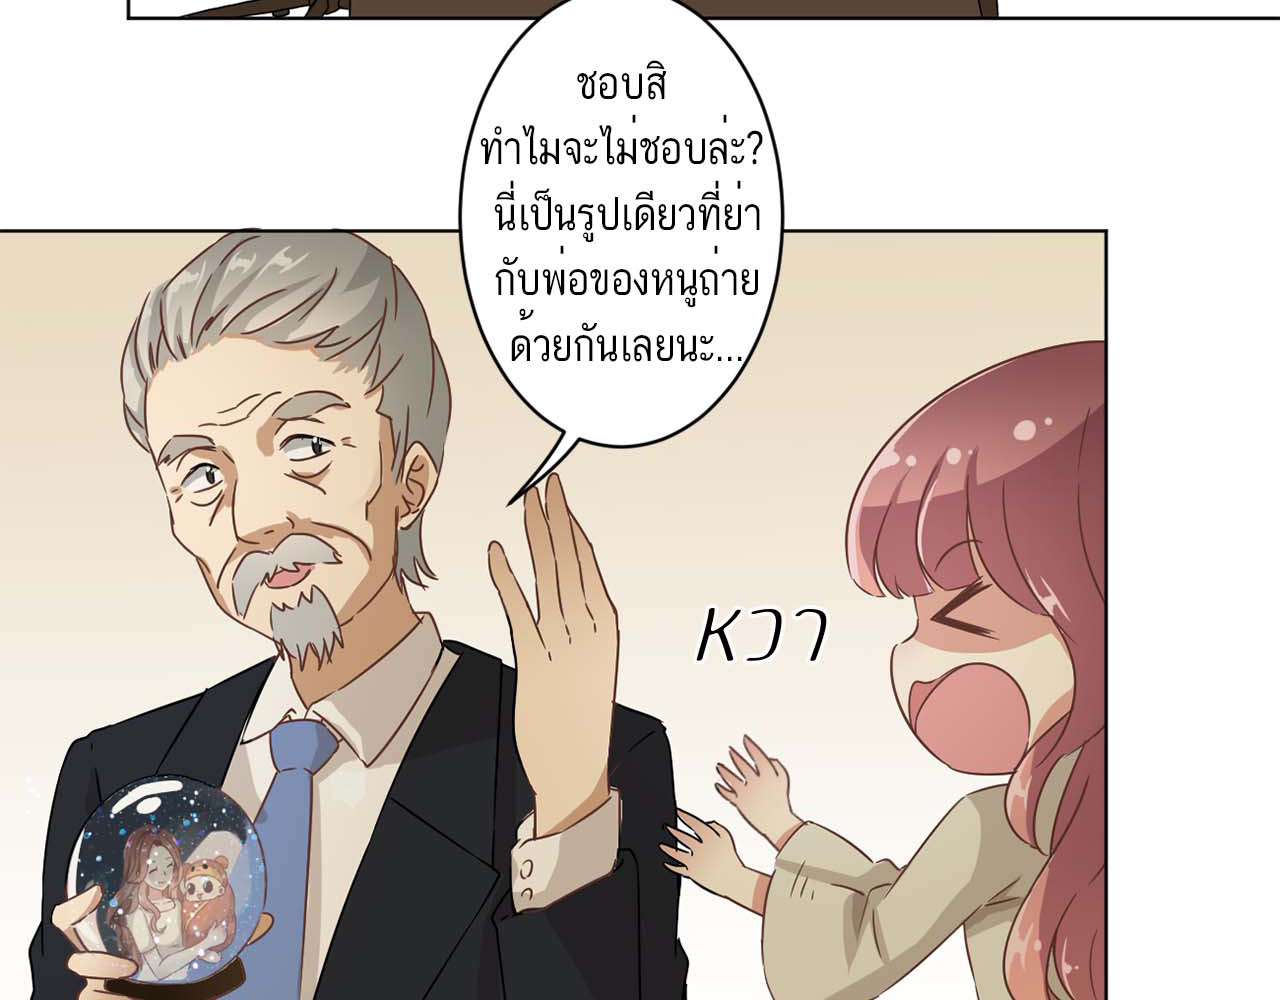 ชอบสิ
ทำไมจะไม่ชอบล่ะ?
นี่เป็นรูปเดียวที่ย่า
กับพ่อของหนูถ่าย
ด้วยกันเลยนะ...
หวา